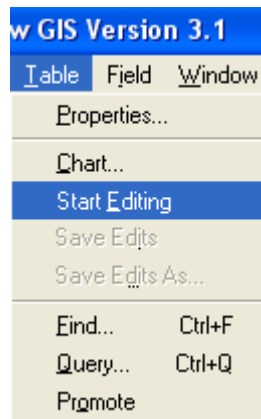 w GIS Version 3.1
Table Field Window
Properties...
Chart...
Start Editing
Save Edits
Save Edits As...
Find... Ctrl+F
Query... Ctrl+Q
Promote